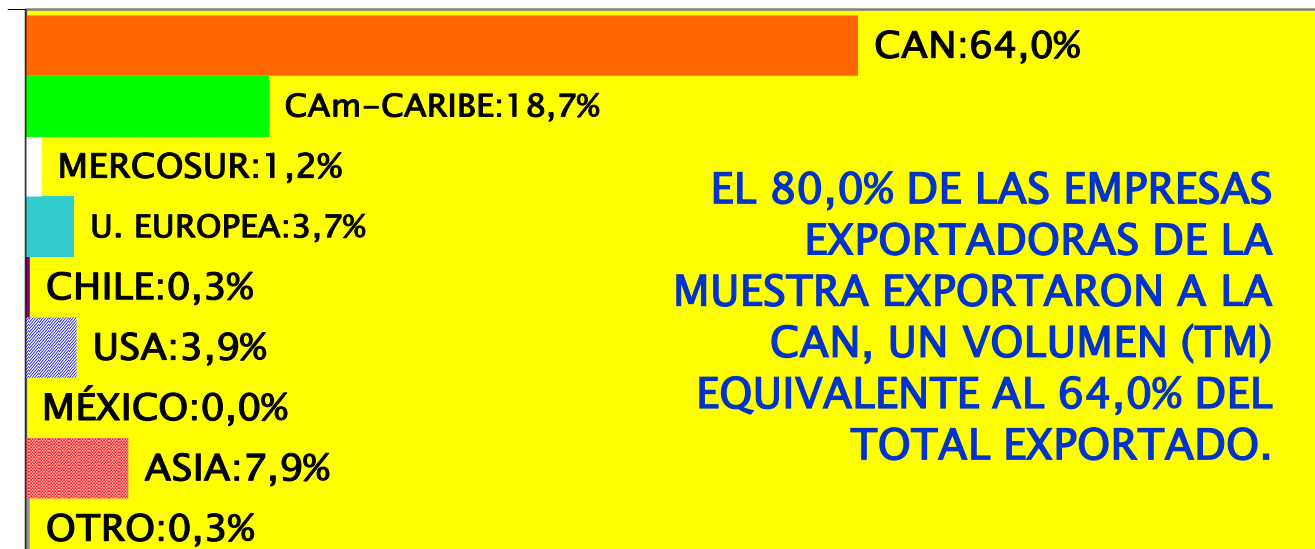 CAN:64,0%
CAm-CARIBE:18,7%
MERCOSUR:1,2%
U. EUROPEA:3,7%
CHILE:0,3%
USA:3,9%
MÉXICO:0,0%
ASIA:7,9%
OTRO:0,3%
EL 80,0% DE LAS EMPRESAS
EXPORTADORAS DE LA
MUESTRA EXPORTARON A LA
CAN, UN VOLUMEN (TM)
EQUIVALENTE AL 64,0% DEL
TOTAL EXPORTADO.